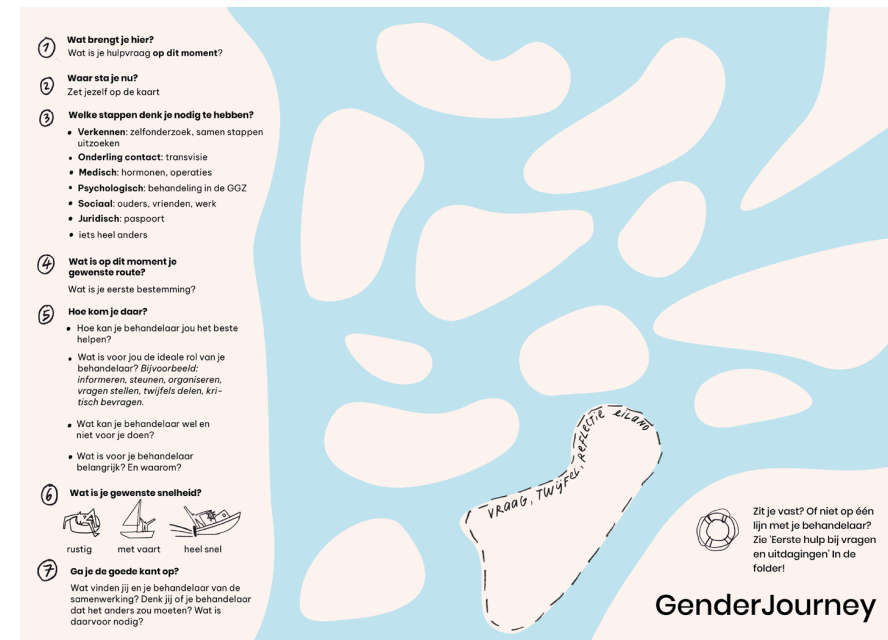 1
Wat brengt je hier?
Wat is je hulpvraag op dit moment?
2
Waar sta je nu?
Zet jezelf op de kaart
3
Welke stappen denk je nodig te hebben?
• Verkennen: zelfonderzoek, samen stappen
uitzoeken
• Onderling contact: transvisie
• Medisch: hormonen, operaties
• Psychologisch: behandeling in de GGZ
• Sociaal: ouders, vrienden, werk
• Juridisch: paspoort
• iets heel anders
4
Wat is op dit moment je
gewenste route?
Wat is je eerste bestemming?
5
Hoe kom je daar?
• Hoe kan je behandelaar jou het beste
helpen?
• Wat is voor jou de ideale rol van je
behandelaar? Bijvoorbeeld:
informeren, steunen, organiseren,
vragen stellen, twijfels delen, kri-
tisch bevragen.
• Wat kan je behandelaar wel en
niet voor je doen?
• Wat is voor je behandelaar
belangrijk? En waarom?
6
Wat is je gewenste snelheid?
rustig met vaart heel snel
7
Ga je de goede kant op?
Wat vinden jij en je behandelaar van de
samenwerking? Denk jij of je behandelaar
dat het anders zou moeten? Wat is
daarvoor nodig?
VRAAG, TWIJFEL, REFLECTIE EILAND
Zit je vast? Of niet op één
lijn met je behandelaar?
Zie 'Eerste hulp bij vragen
en uitdagingen' In de
folder!
GenderJourney